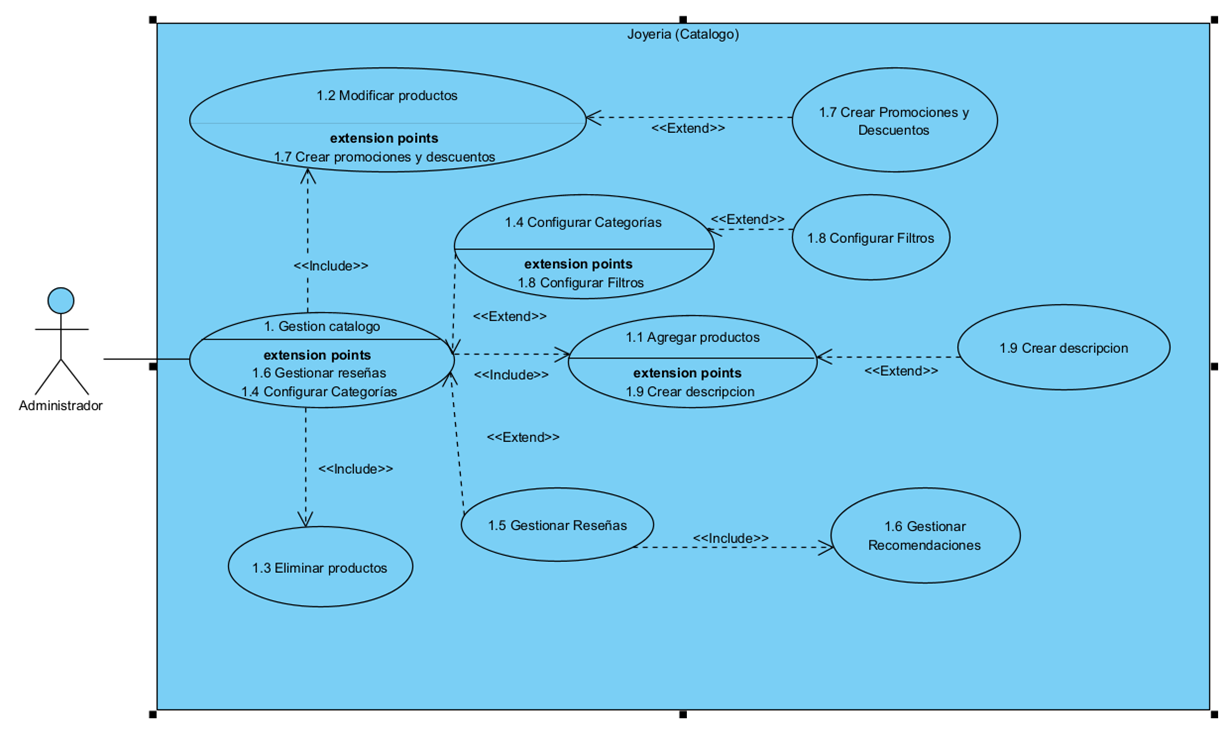 Joyeria (Catalogo)
1.2 Modificar productos
extension points
1.7 Crear promociones y descuentos
<<Extend>>
1.7 Crear Promociones y
Descuentos
<<Include>>
1.4 Configurar Categorías
extension points
1.8 Configurar Filtros
<<Extend>>
1.8 Configurar Filtros
<<Extend>>
1. Gestion catalogo
extension points
1.6 Gestionar reseñas
1.4 Configurar Categorías
<<Include>>
1.1 Agregar productos
extension points
1.9 Crear descripcion
<<Extend>>
1.9 Crear descripcion
Administrador
<<Extend>>
<<Include>>
1.5 Gestionar Reseñas
<<Include>>
1.6 Gestionar
Recomendaciones
1.3 Eliminar productos